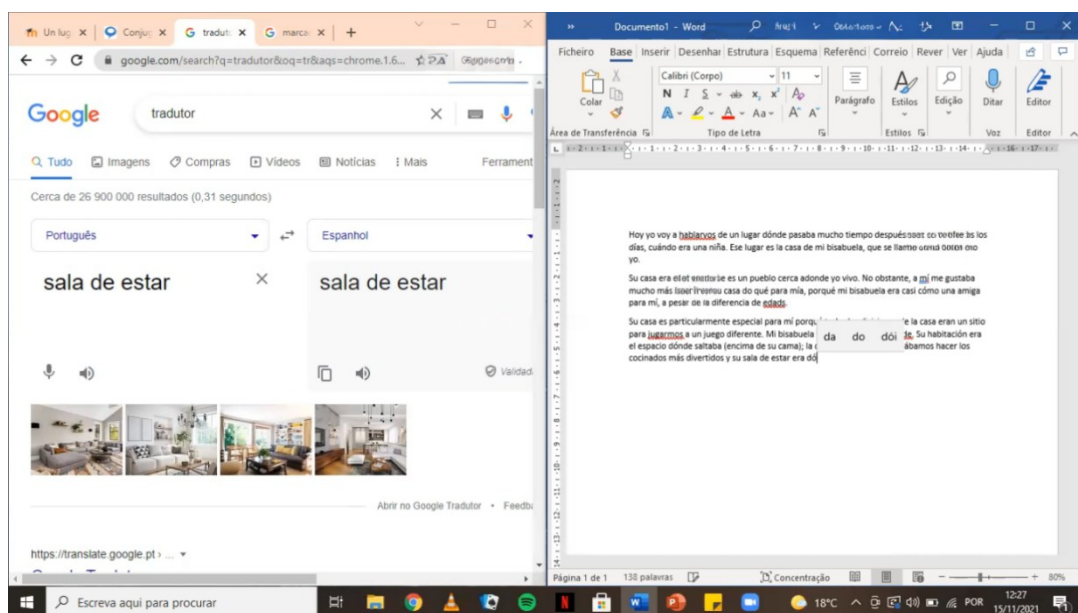 Un lug
Conjug
tradut
marca
google.com/search?q=tradutor&oq=tr&aqs=chrome.1.6...
Google
tradutor
Tudo
Imagens
Compras
Vídeos
Notícias
Mais
Ferrament
Cerca de 26 900 000 resultados (0,31 segundos)
Português
Espanhol
sala de estar
sala de estar
Validad
Abrir no Google Tradutor • Feedba
https://translate.google.pt › ...
Documento1 - Word
Ficheiro Base Inserir Desenhar Estrutura Esquema Referênci Correio Rever Ver Ajuda
Colar
Calibri (Corpo) 11
N I S ab x, x²
Aa A A
Parágrafo
Estilos
Edição
Ditar
Editor
Área de Transferência
Tipo de Letra
Estilos
Voz
Editor
Hoy yo voy a hablarvos de un lugar dónde pasaba mucho tiempo después los
días, cuándo era una niña. Ese lugar es la casa de mi bisabuela, que se
yo.
Su casa era es un pueblo cerca adonde yo vivo. No obstante, a mí me gustaba
mucho más casa do qué para mía, porqué mi bisabuela era casi cómo una amiga
para mí, a pesar de la diferencia de edads.
Su casa es particularmente especial para mí porqu e la casa eran un sitio
para jugarmos a un juego diferente. Mi bisabuela de. Su habitación era
da do dói
el espacio dónde saltaba (encima de su cama); la ábamos hacer los
cocinados más divertidos y su sala de estar era dó
Página 1 de 1 138 palavras
Concentração
80%
Escreva aqui para procurar
18°C
POR
12:27
15/11/2021